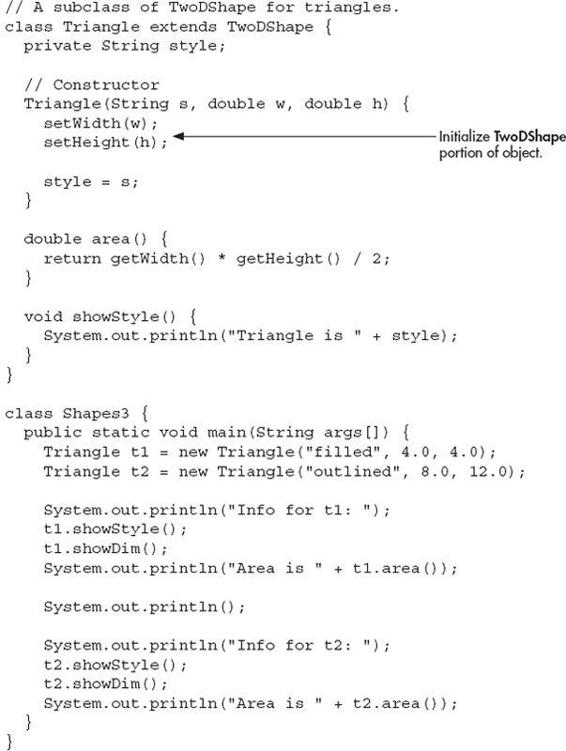 // A subclass of TwoDShape for triangles.
class Triangle extends TwoDShape {
  private String style;

  // Constructor
  Triangle(String s, double w, double h) {
    setWidth(w);
    setHeight(h);
Initialize TwoDShape
portion of object.

    style = s;
  }

  double area() {
    return getWidth() * getHeight() / 2;
  }

  void showStyle() {
    System.out.println("Triangle is " + style);
  }
}

class Shapes3 {
  public static void main(String args[]) {
    Triangle t1 = new Triangle("filled", 4.0, 4.0);
    Triangle t2 = new Triangle("outlined", 8.0, 12.0);

    System.out.println("Info for t1: ");
    t1.showStyle();
    t1.showDim();
    System.out.println("Area is " + t1.area());

    System.out.println();

    System.out.println("Info for t2: ");
    t2.showStyle();
    t2.showDim();
    System.out.println("Area is " + t2.area());
  }
}